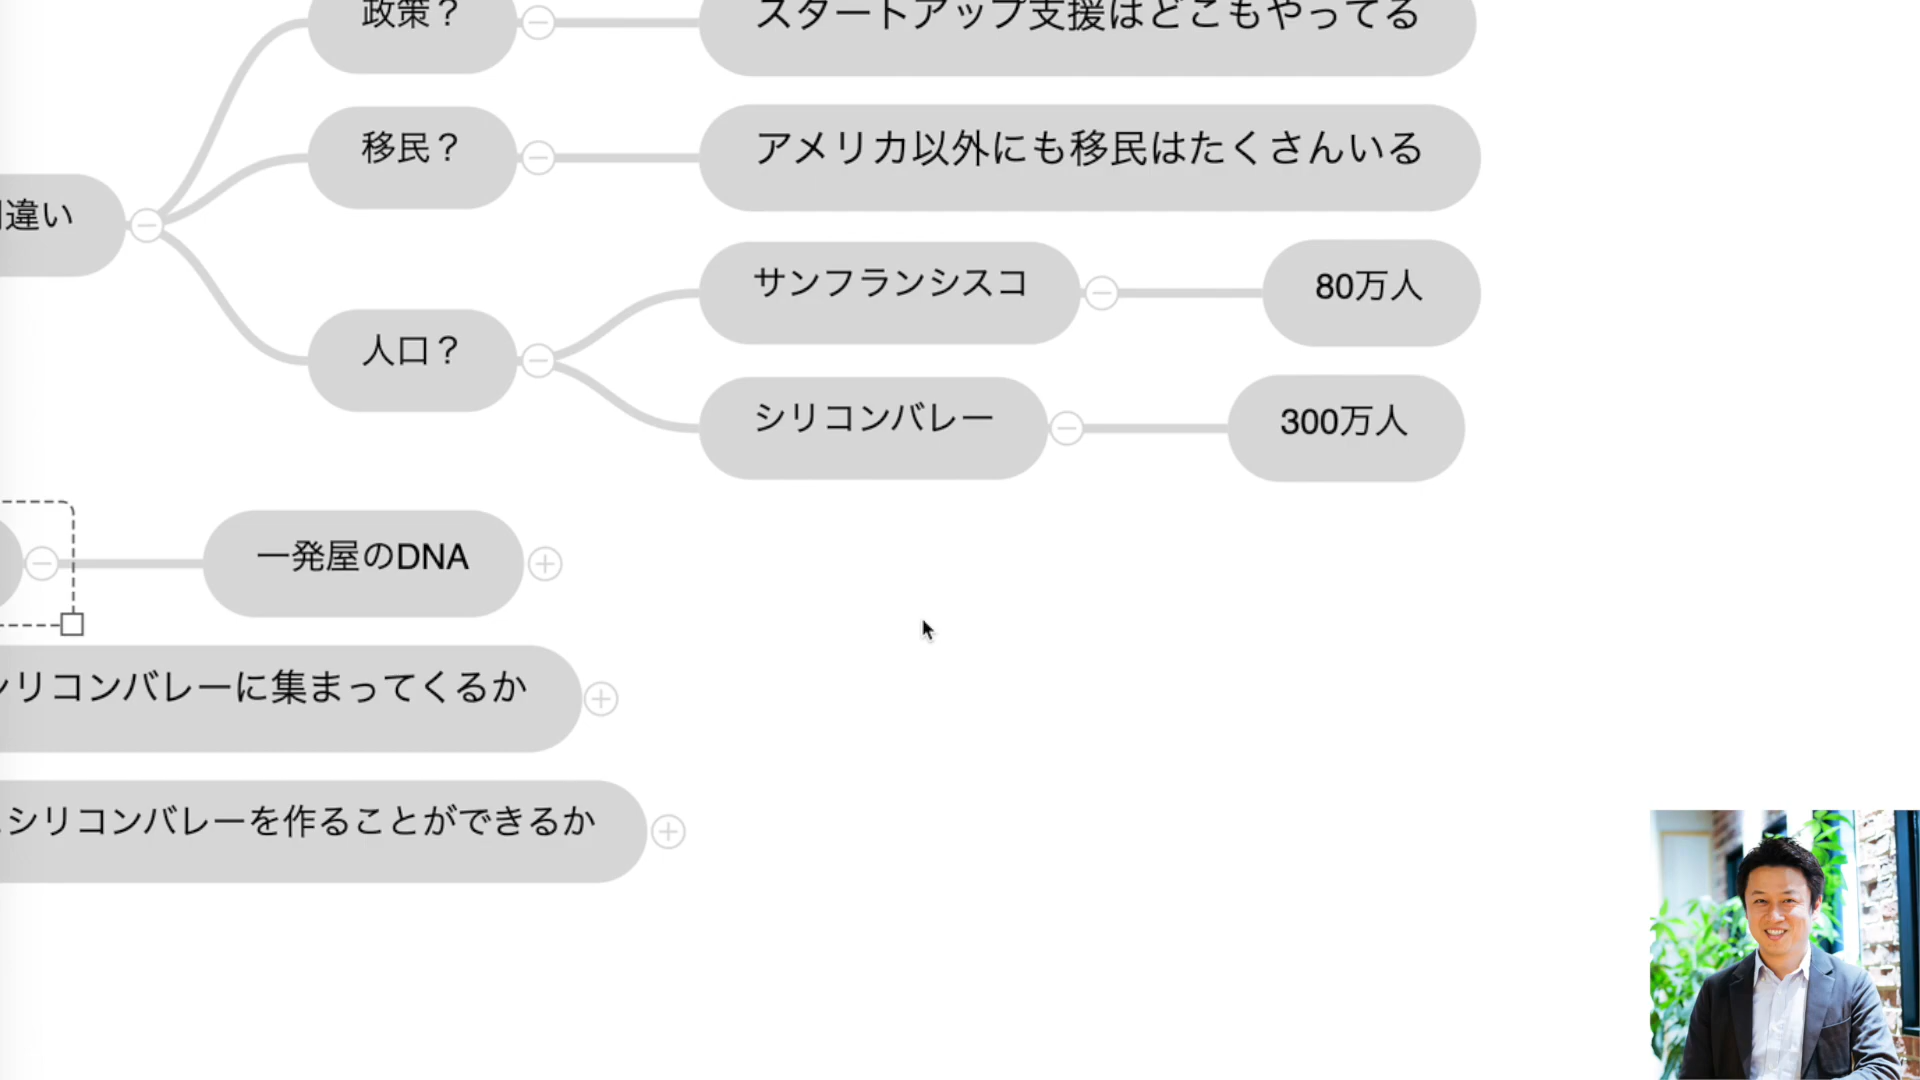 政策？
スタートアップ支援はどこもやってる
移民？
アメリカ以外にも移民はたくさんいる
違い
人口？
サンフランシスコ
80万人
シリコンバレー
300万人
一発屋のDNA
シリコンバレーに集まってくるか
シリコンバレーを作ることができるか